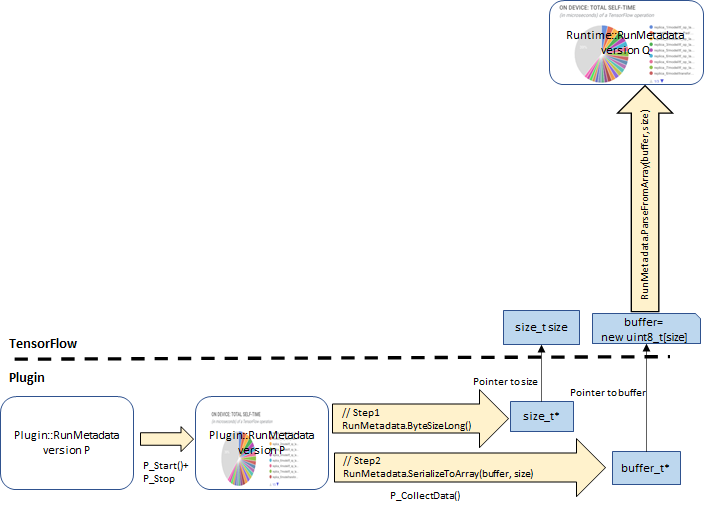 ON DEVICE: TOTAL SELF-TIME
(in microseconds) of a TensorFlow operation
Runtime::RunMetadata
version Q
RunMetadata.ParseFromArray(buffer,size)
size_t size
buffer=
new uint8_t[size]
TensorFlow
Plugin
Pointer to size
Pointer to buffer
Plugin::RunMetadata
version P
P_Start()+
P_Stop
ON DEVICE: TOTAL SELF-TIME
(in microseconds) of a TensorFlow operation
Plugin::RunMetadata
version P
// Step1
RunMetadata.ByteSizeLong()
size_t*
// Step2
RunMetadata.SerializeToArray(buffer, size)
buffer_t*
P_CollectData()